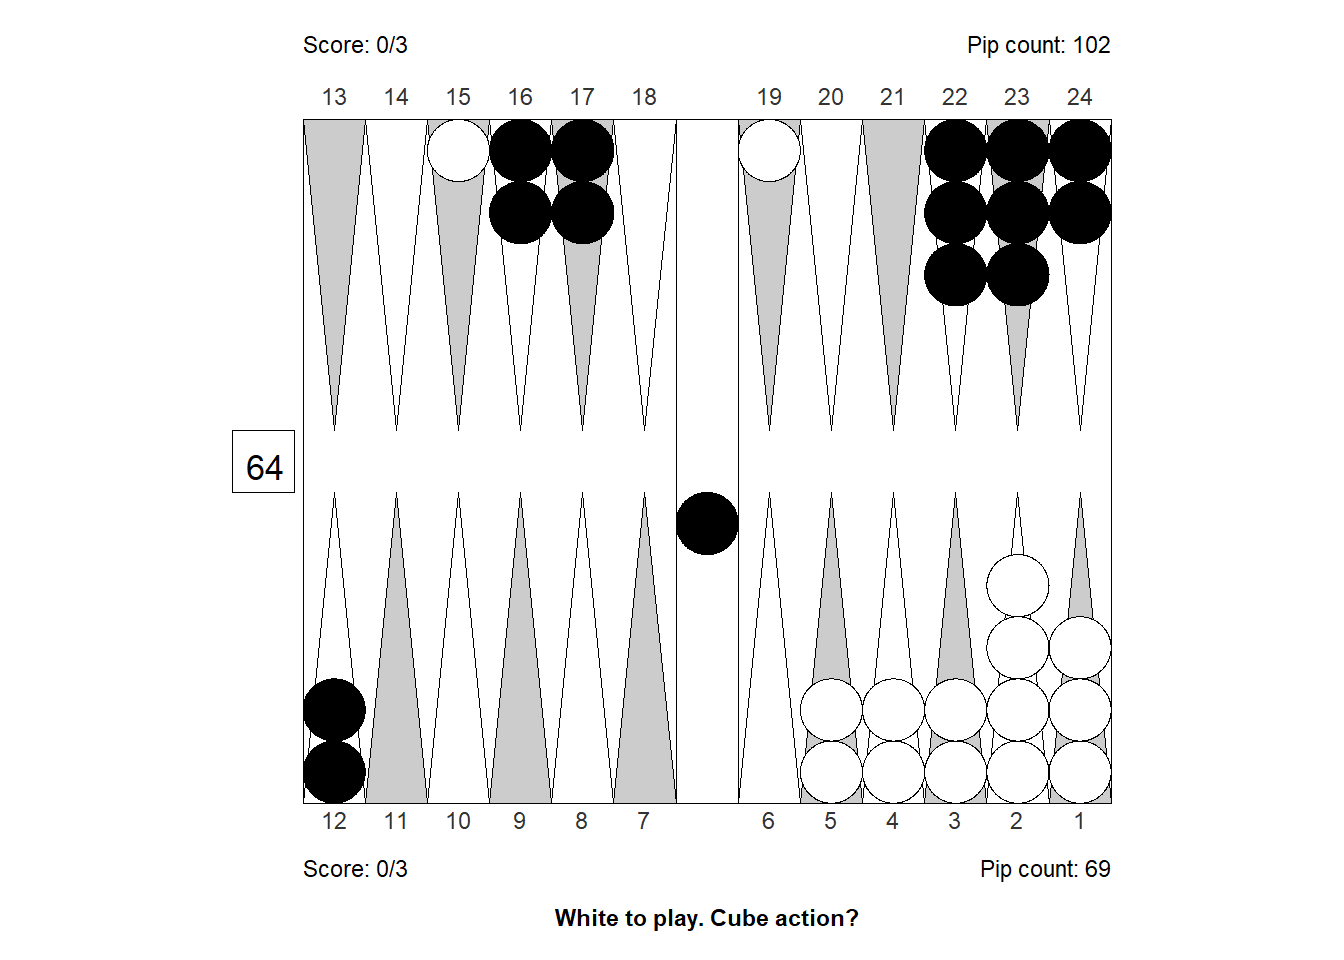 Score: 0/3 Pip count: 102
13 14 15 16 17 18 19 20 21 22 23 24
64
12 11 10 9 8 7 6 5 4 3 2 1
Score: 0/3 Pip count: 69
White to play. Cube action?